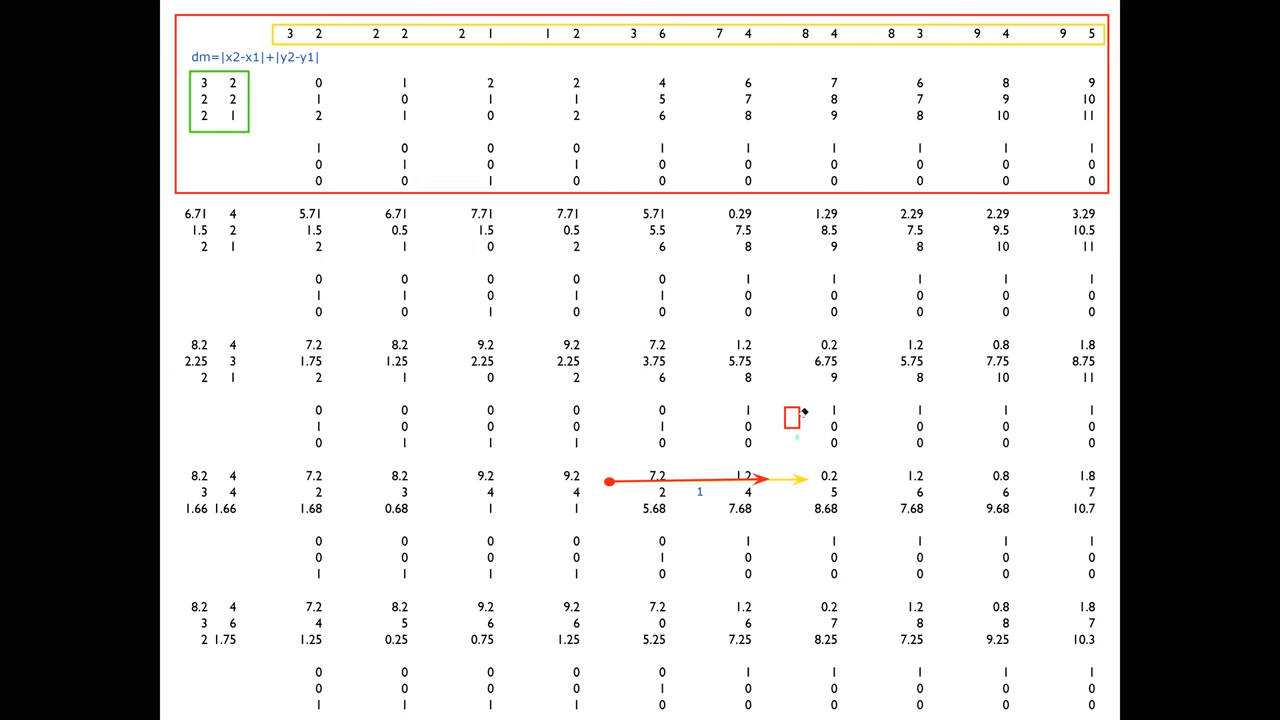 3 2 2 2 2 1 1 2 3 6 7 4 8 4 8 3 9 4 9 5
dm=|x2-x1|+|y2-y1|
3 2 0 1 2 2 4 6 7 6 8 9
2 2 1 0 1 1 5 7 8 7 9 10
2 1 2 1 0 2 6 8 9 8 10 11
1 0 0 0 1 1 1 1 1 1
0 1 0 1 0 0 0 0 0 0
0 0 1 0 0 0 0 0 0 0
6.71 4 5.71 6.71 7.71 7.71 5.71 0.29 1.29 2.29 2.29 3.29
1.5 2 1.5 0.5 1.5 0.5 5.5 7.5 8.5 7.5 9.5 10.5
2 1 2 1 0 2 6 8 9 8 10 11
0 0 0 0 0 1 1 1 1 1
1 1 0 1 1 0 0 0 0 0
0 0 1 0 0 0 0 0 0 0
8.2 4 7.2 8.2 9.2 9.2 7.2 1.2 0.2 1.2 0.8 1.8
2.25 3 1.75 1.25 2.25 2.25 3.75 5.75 6.75 5.75 7.75 8.75
2 1 2 1 0 2 6 8 9 8 10 11
0 0 0 0 0 1 1 1 1 1
1 0 0 0 1 0 0 0 0 0
0 1 1 1 0 0 0 0 0 0
8.2 4 7.2 8.2 9.2 9.2 7.2 1.2 0.2 1.2 0.8 1.8
3 4 2 3 4 4 2 1 4 5 6 6 7
1.66 1.66 1.68 0.68 1 1 5.68 7.68 8.68 7.68 9.68 10.7
0 0 0 0 0 1 1 1 1 1
0 0 0 0 1 0 0 0 0 0
1 1 1 1 0 0 0 0 0 0
8.2 4 7.2 8.2 9.2 9.2 7.2 1.2 0.2 1.2 0.8 1.8
3 6 4 5 6 6 0 6 7 8 8 7
2 1.75 1.25 0.25 0.75 1.25 5.25 7.25 8.25 7.25 9.25 10.3
0 0 0 0 0 1 1 1 1 1
0 0 0 0 1 0 0 0 0 0
1 1 1 1 0 0 0 0 0 0